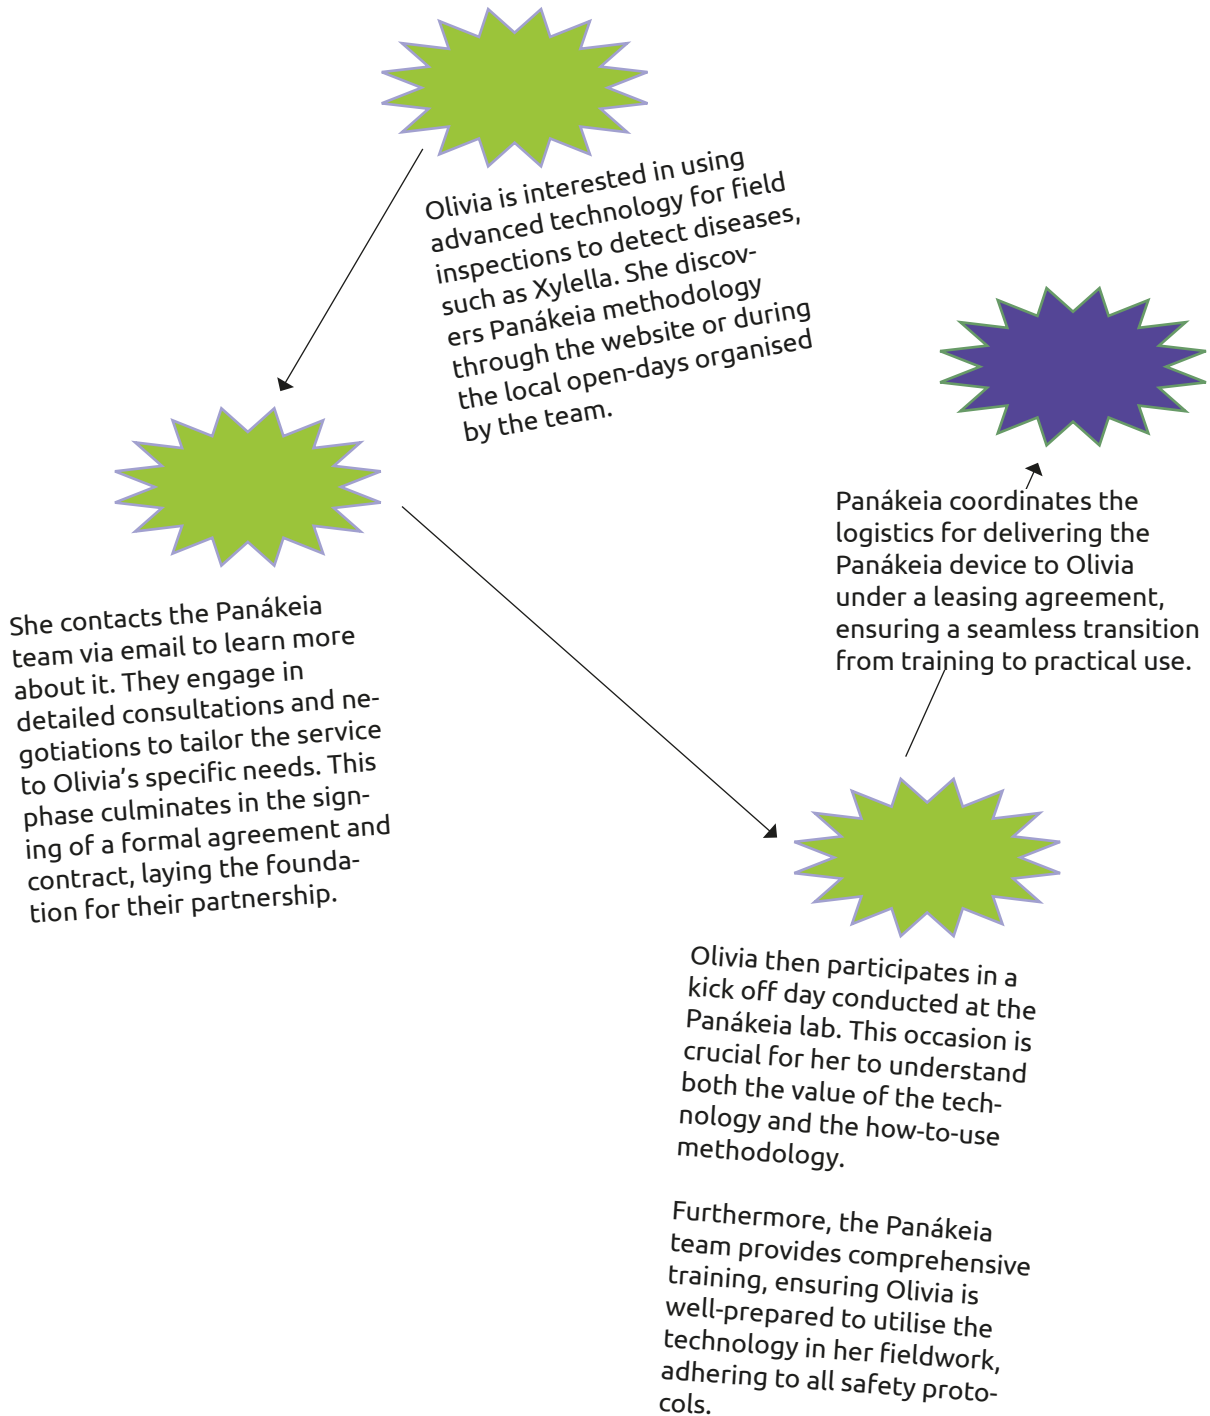 Olivia is interested in using
advanced technology for field
inspections to detect diseases,
such as Xylella. She discov-
ers Panákeia methodology
through the website or during
the local open-days organised
by the team.
She contacts the Panákeia
team via email to learn more
about it. They engage in
detailed consultations and ne-
gotiations to tailor the service
to Olivia’s specific needs. This
phase culminates in the sign-
ing of a formal agreement and
contract, laying the founda-
tion for their partnership.
Olivia then participates in a
kick off day conducted at the
Panákeia lab. This occasion is
crucial for her to understand
both the value of the tech-
nology and the how-to-use
methodology.
Furthermore, the Panákeia
team provides comprehensive
training, ensuring Olivia is
well-prepared to utilise the
technology in her fieldwork,
adhering to all safety proto-
cols.
Panákeia coordinates the
logistics for delivering the
Panákeia device to Olivia
under a leasing agreement,
ensuring a seamless transition
from training to practical use.